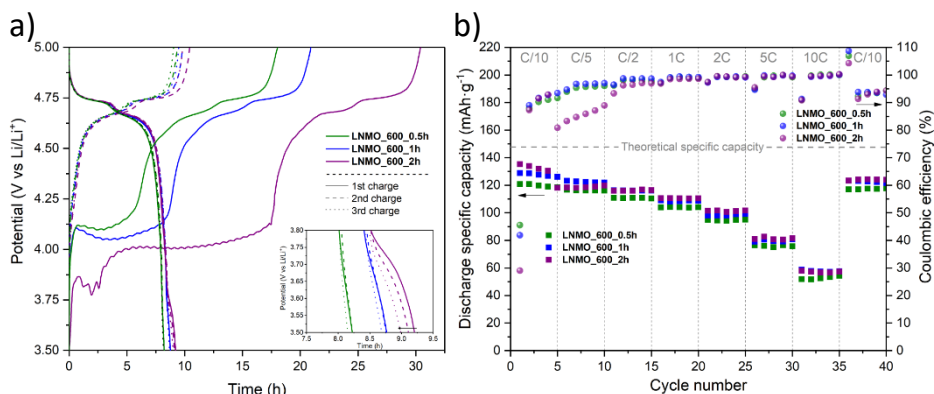 a)
5.00
4.75
4.50
4.25
4.00
3.75
3.50
Potential (V vs Li/Li+)
0 5 10 15 20 25 30
Time (h)
LNMO_600_0.5h
LNMO_600_1h
LNMO_600_2h
1st charge
2nd charge
3rd charge
3.80
3.75
3.70
3.65
3.60
3.55
3.50
Potential (V vs Li/Li+)
7.5 8.0 8.5 9.0 9.5
Time (h)
b)
220
200
180
160
140
120
100
80
60
40
20
0
Discharge specific capacity (mAh·g-1)
C/10 C/5 C/2 1C 2C 5C 10C C/10
LNMO_600_0.5h
LNMO_600_1h
LNMO_600_2h
Theoretical specific capacity
LNMO_600_0.5h
LNMO_600_1h
LNMO_600_2h
0 5 10 15 20 25 30 35 40
Cycle number
110
100
90
80
70
60
50
40
30
20
10
0
Coulombic efficiency (%)